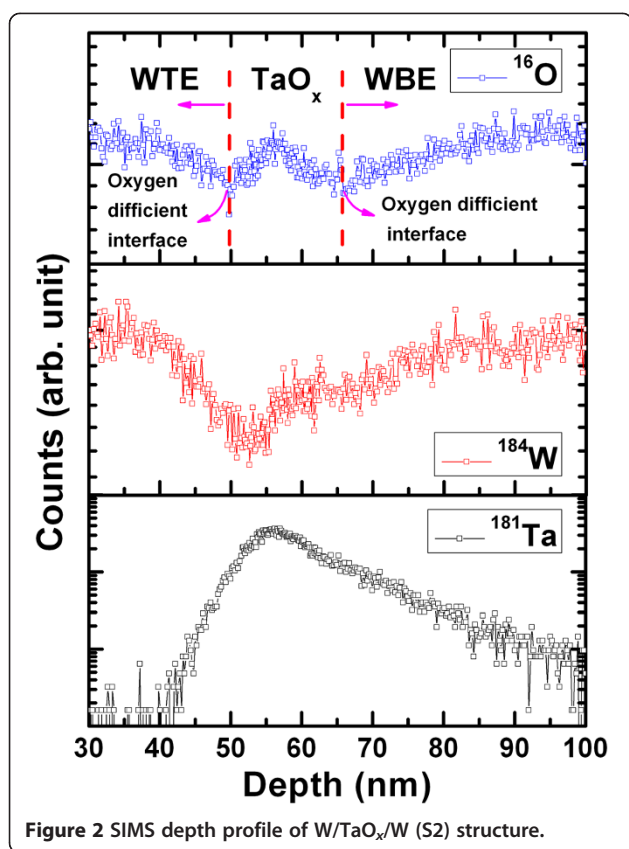 WTE TaOₓ WBE ¹⁶O
Oxygen difficient interface
Oxygen difficient interface
¹⁸⁴W
¹⁸¹Ta
Counts (arb. unit)
30 40 50 60 70 80 90 100
Depth (nm)
Figure 2 SIMS depth profile of W/TaOₓ/W (S2) structure.